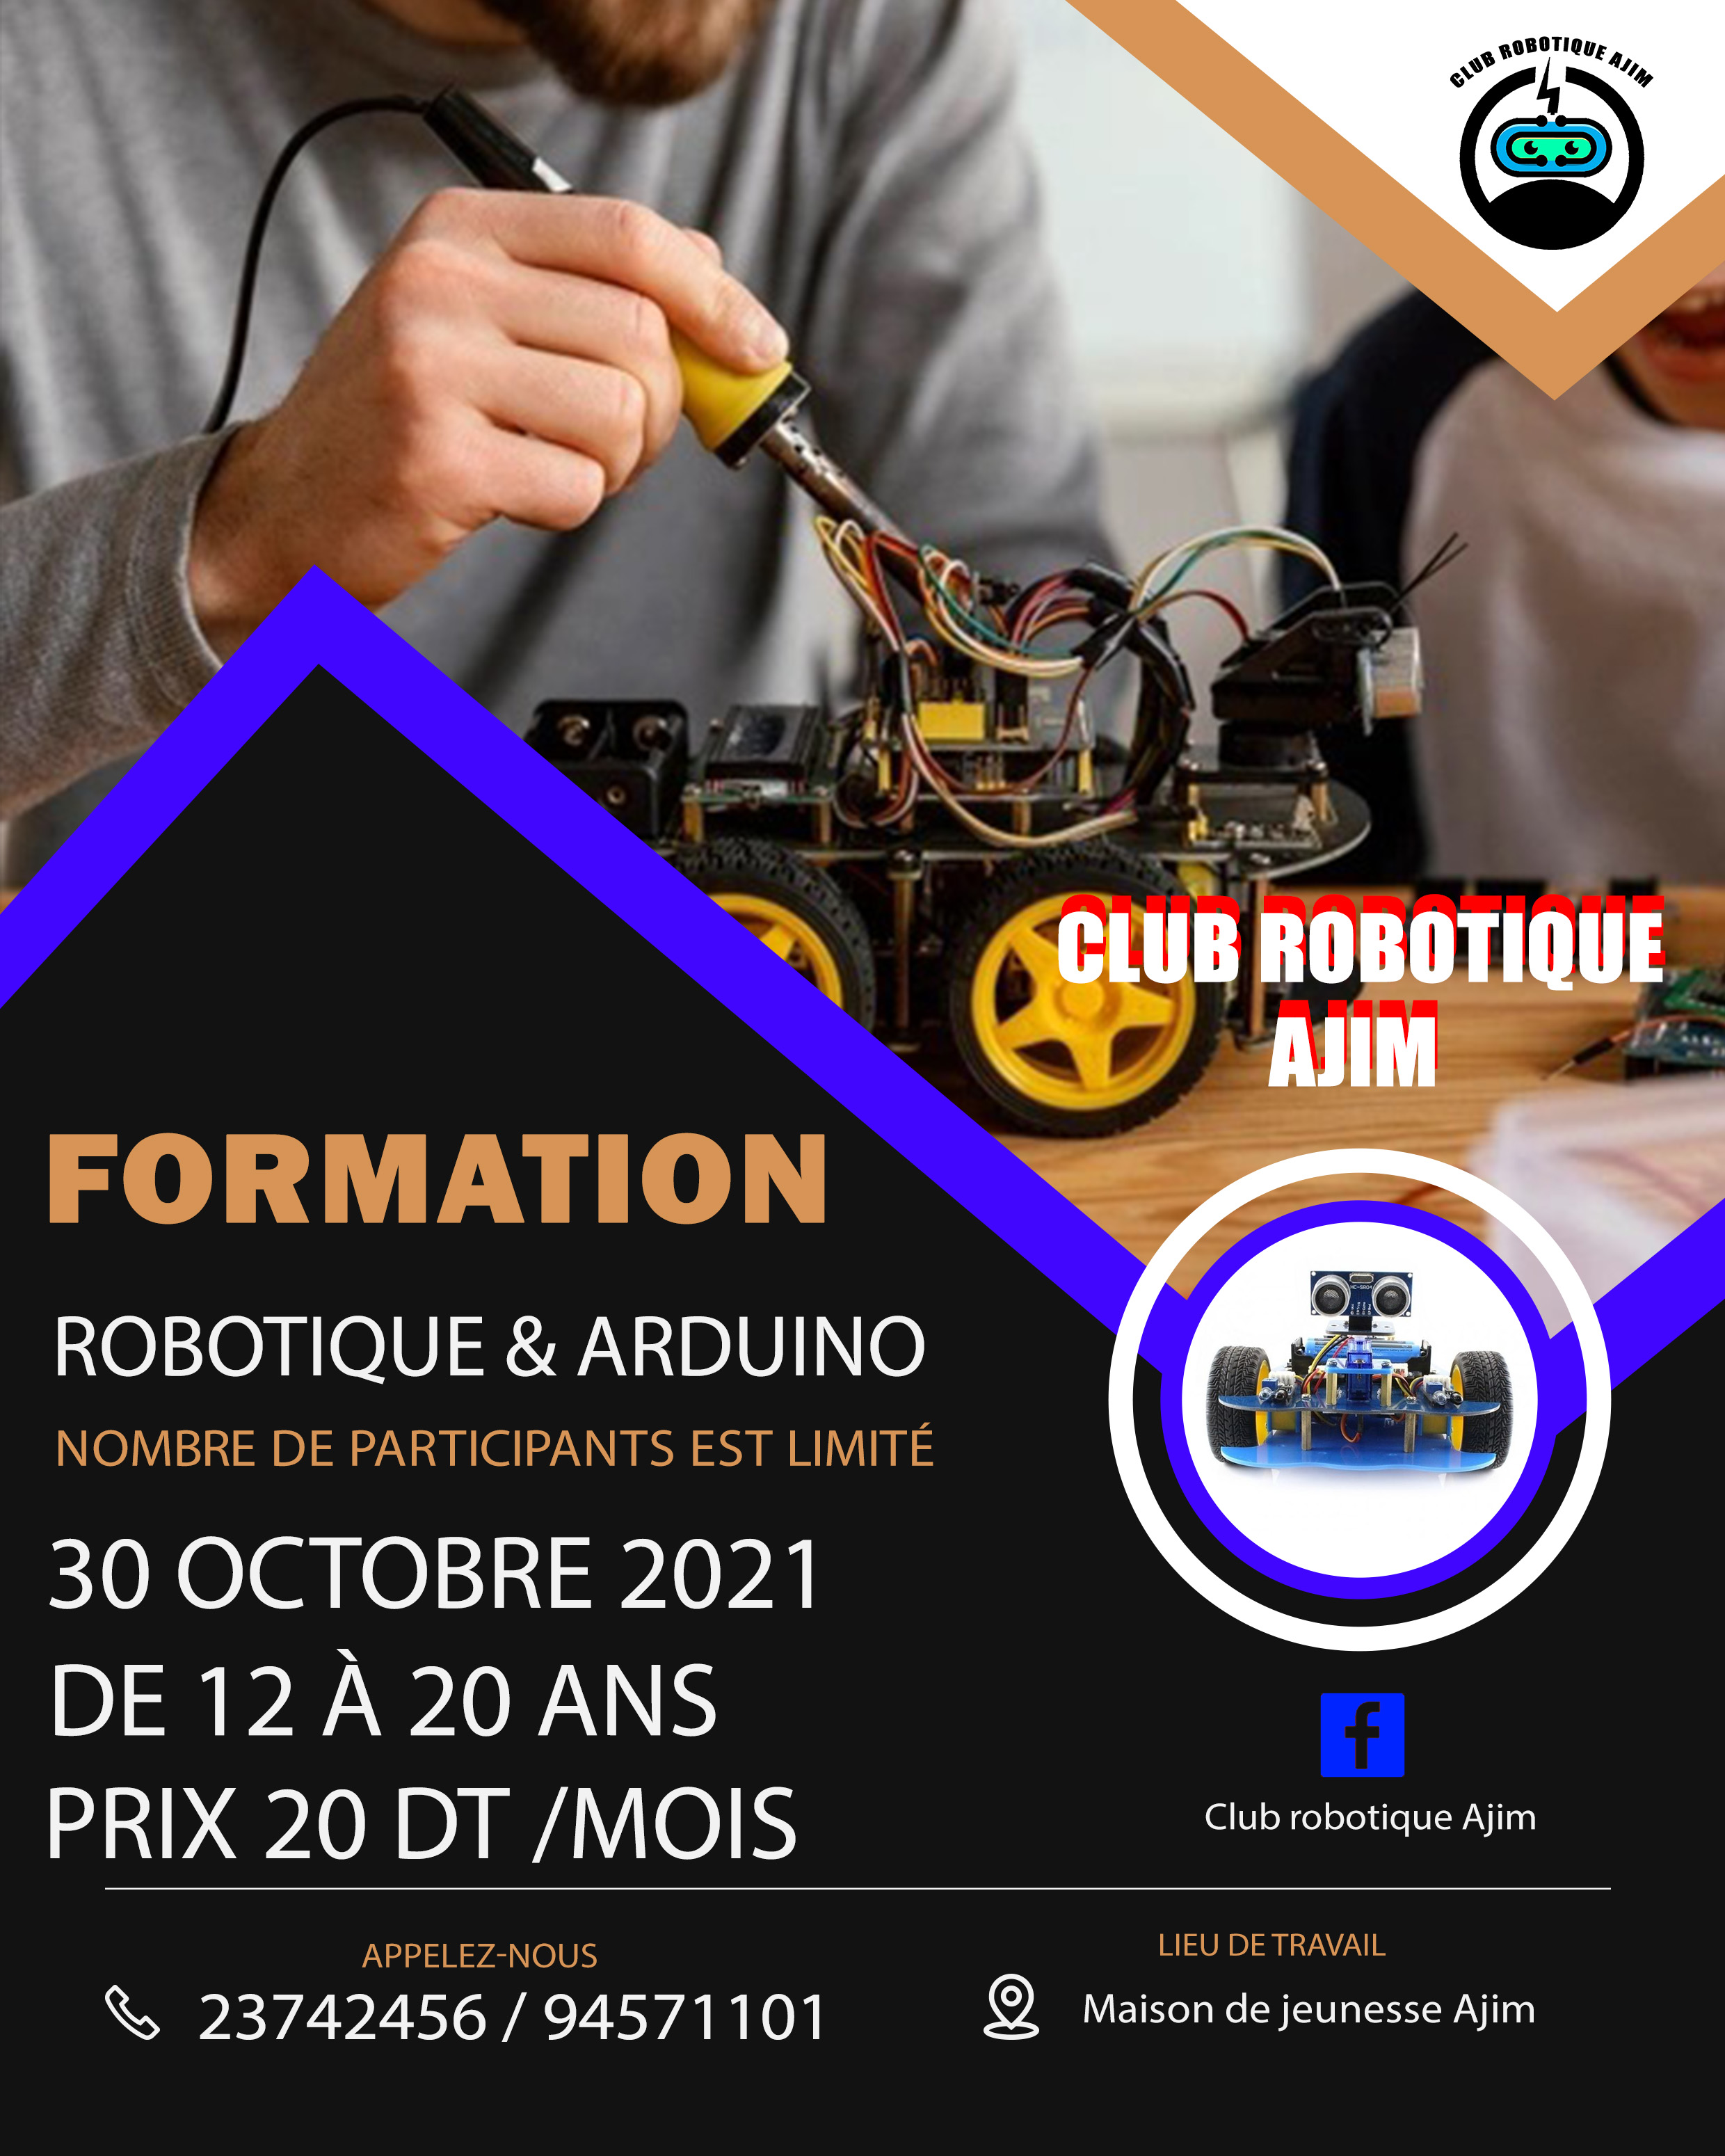 CLUB ROBOTIQUE AJIM
CLUB ROBOTIQUE
AJIM
FORMATION
ROBOTIQUE & ARDUINO
NOMBRE DE PARTICIPANTS EST LIMITÉ
30 OCTOBRE 2021
DE 12 À 20 ANS
PRIX 20 DT /MOIS
HC-SR04
f
Club robotique Ajim
APPELEZ-NOUS
23742456 / 94571101
LIEU DE TRAVAIL
Maison de jeunesse Ajim